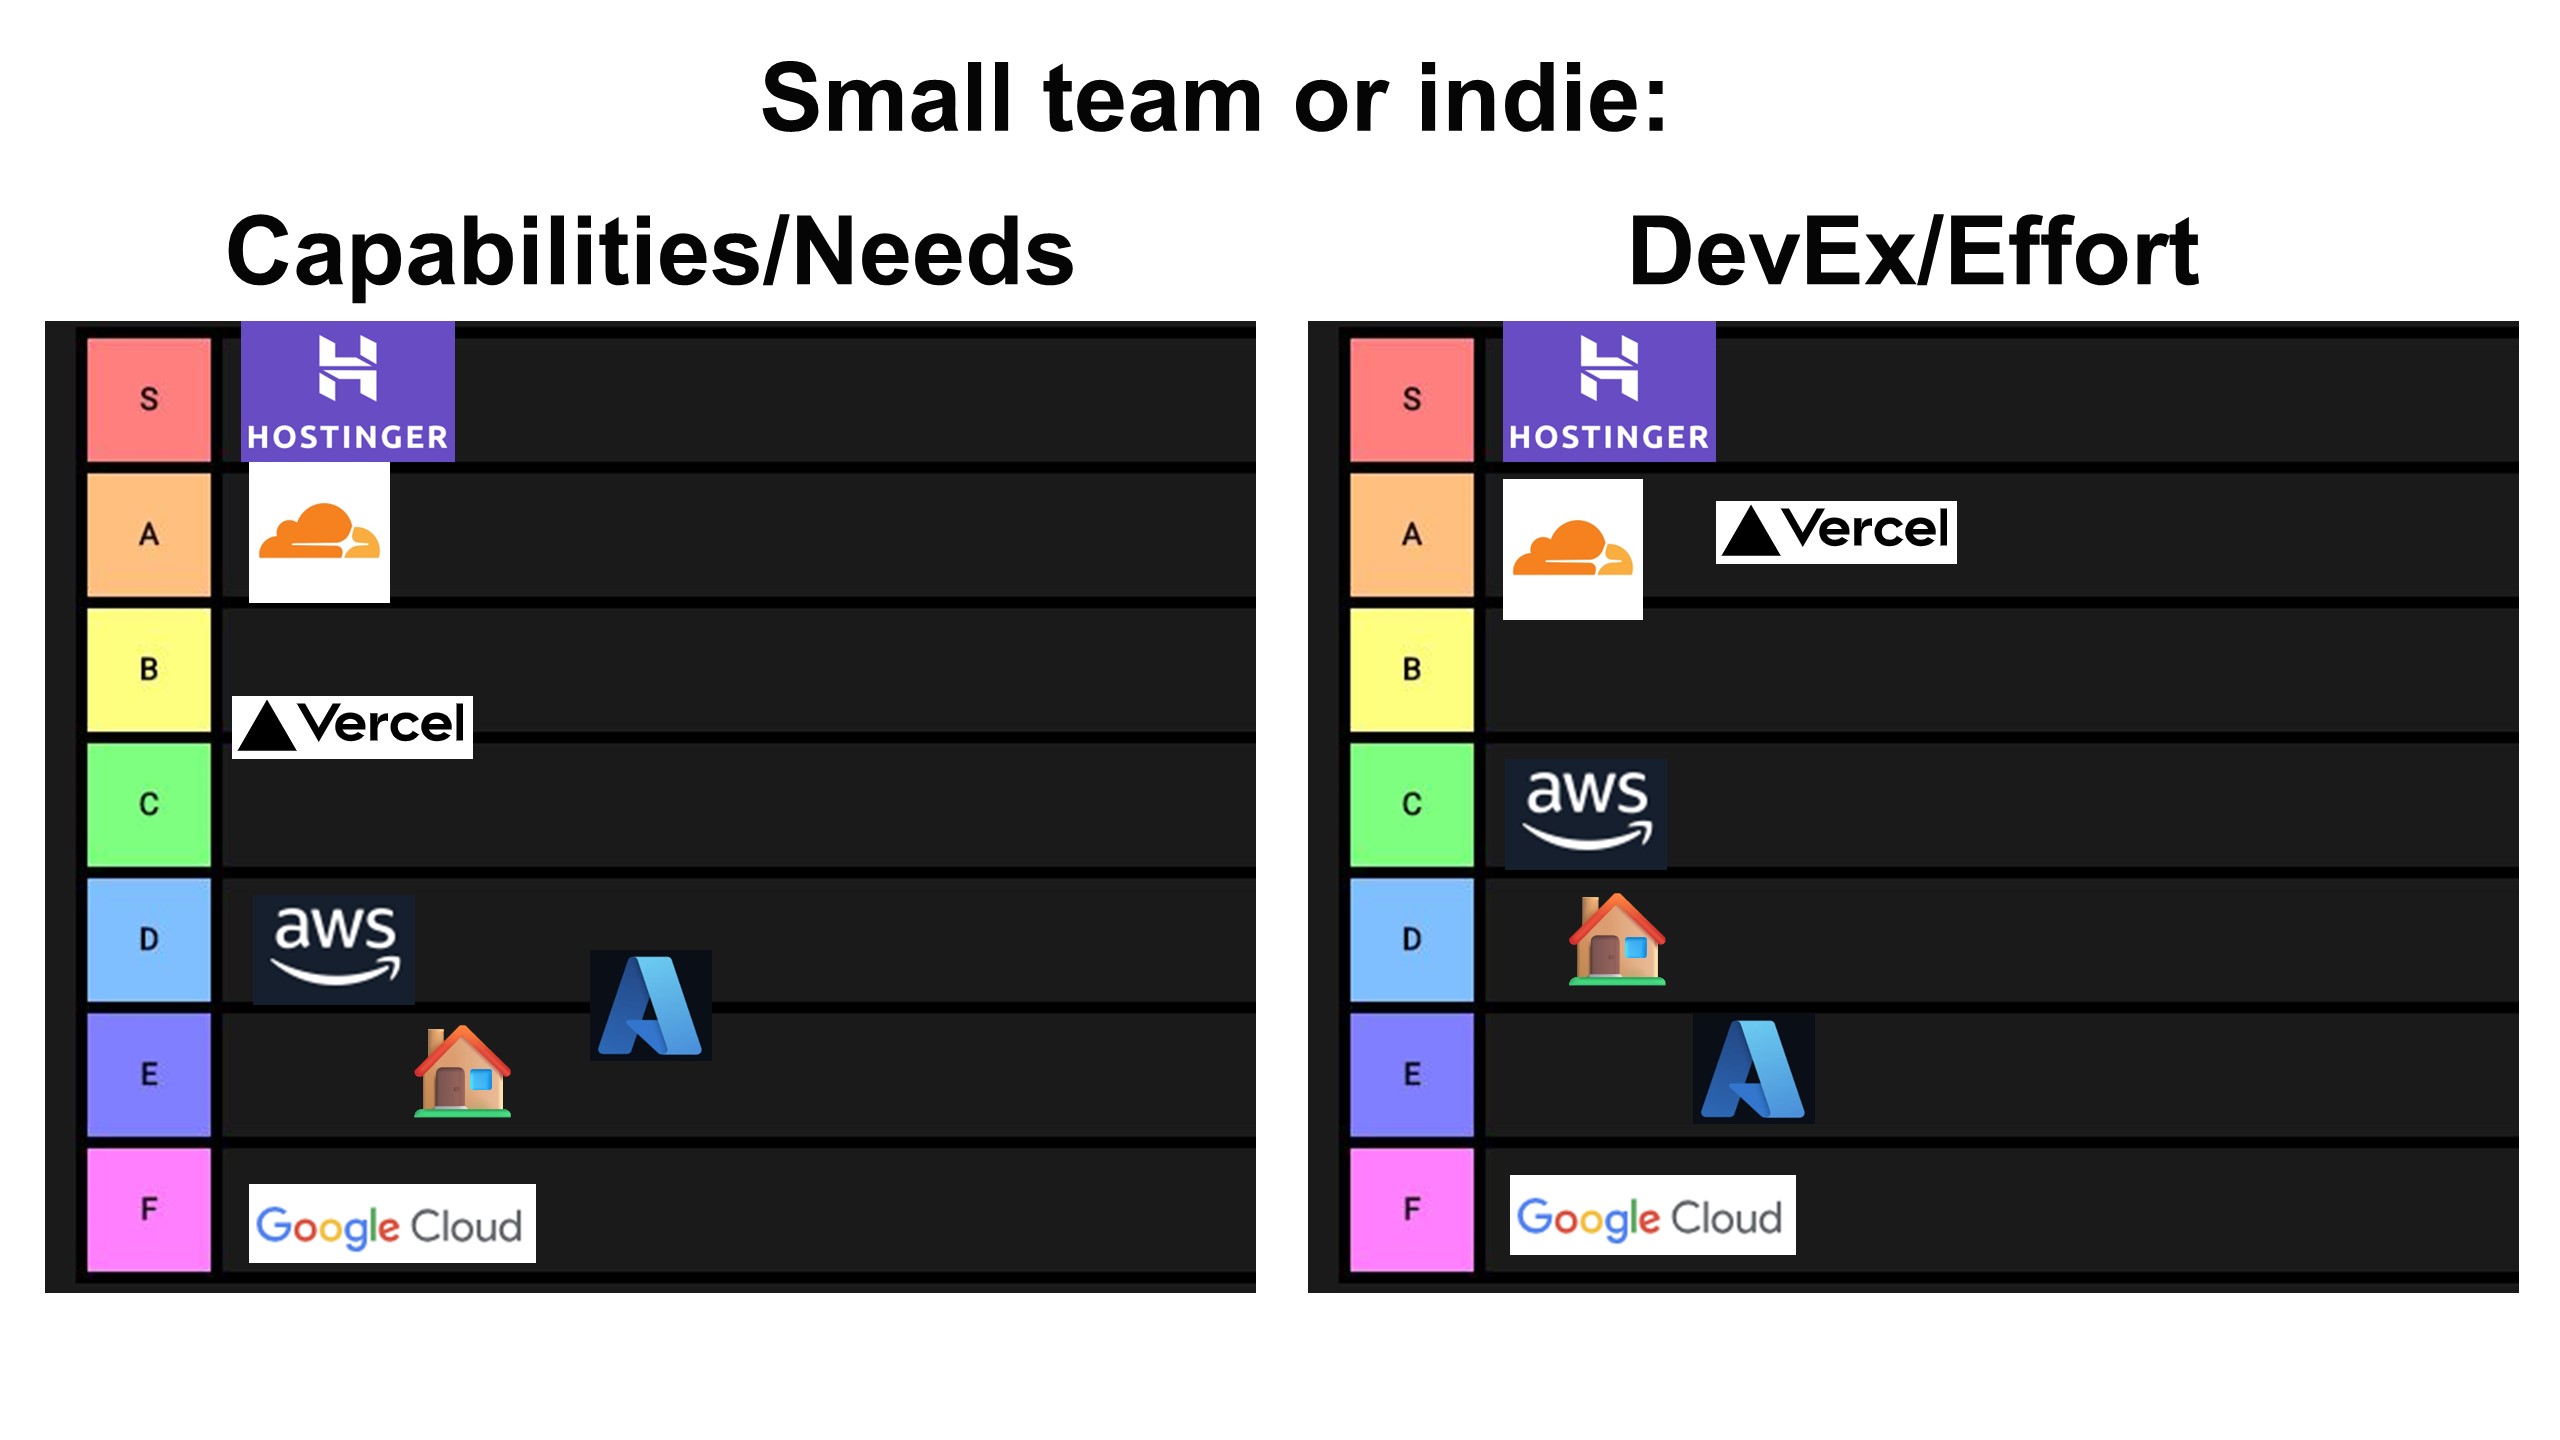 Small team or indie:
Capabilities/Needs
S
HOSTINGER
A
B
Vercel
C
D
aws
E
F
Google Cloud
DevEx/Effort
S
HOSTINGER
A
Vercel
B
C
aws
D
E
F
Google Cloud